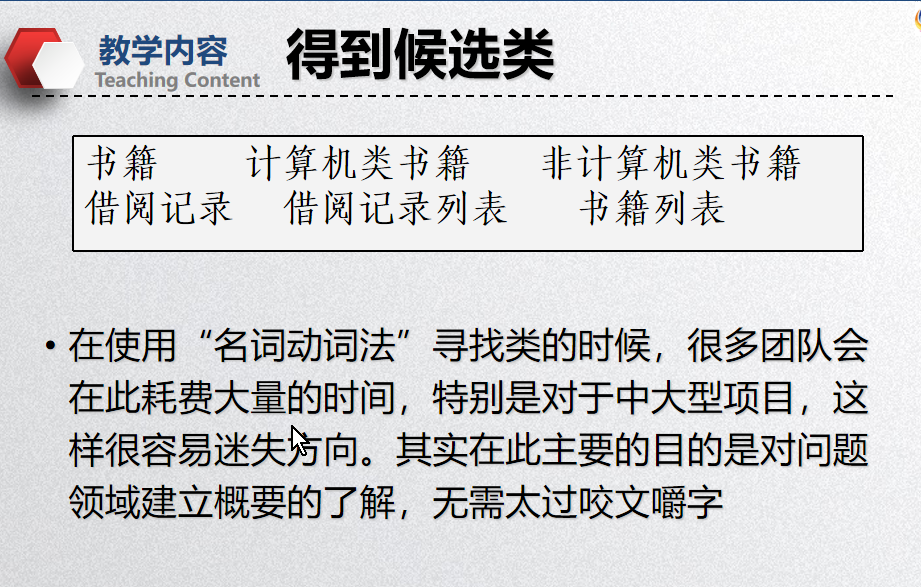 教学内容 得到候选类
Teaching Content
书籍 计算机类书籍 非计算机类书籍
借阅记录 借阅记录列表 书籍列表
• 在使用“名词动词法”寻找类的时候，很多团队会
在此耗费大量的时间，特别是对于中大型项目，这
样很容易迷失方向。其实在此主要的目的是对问题
领域建立概要的了解，无需太过咬文嚼字